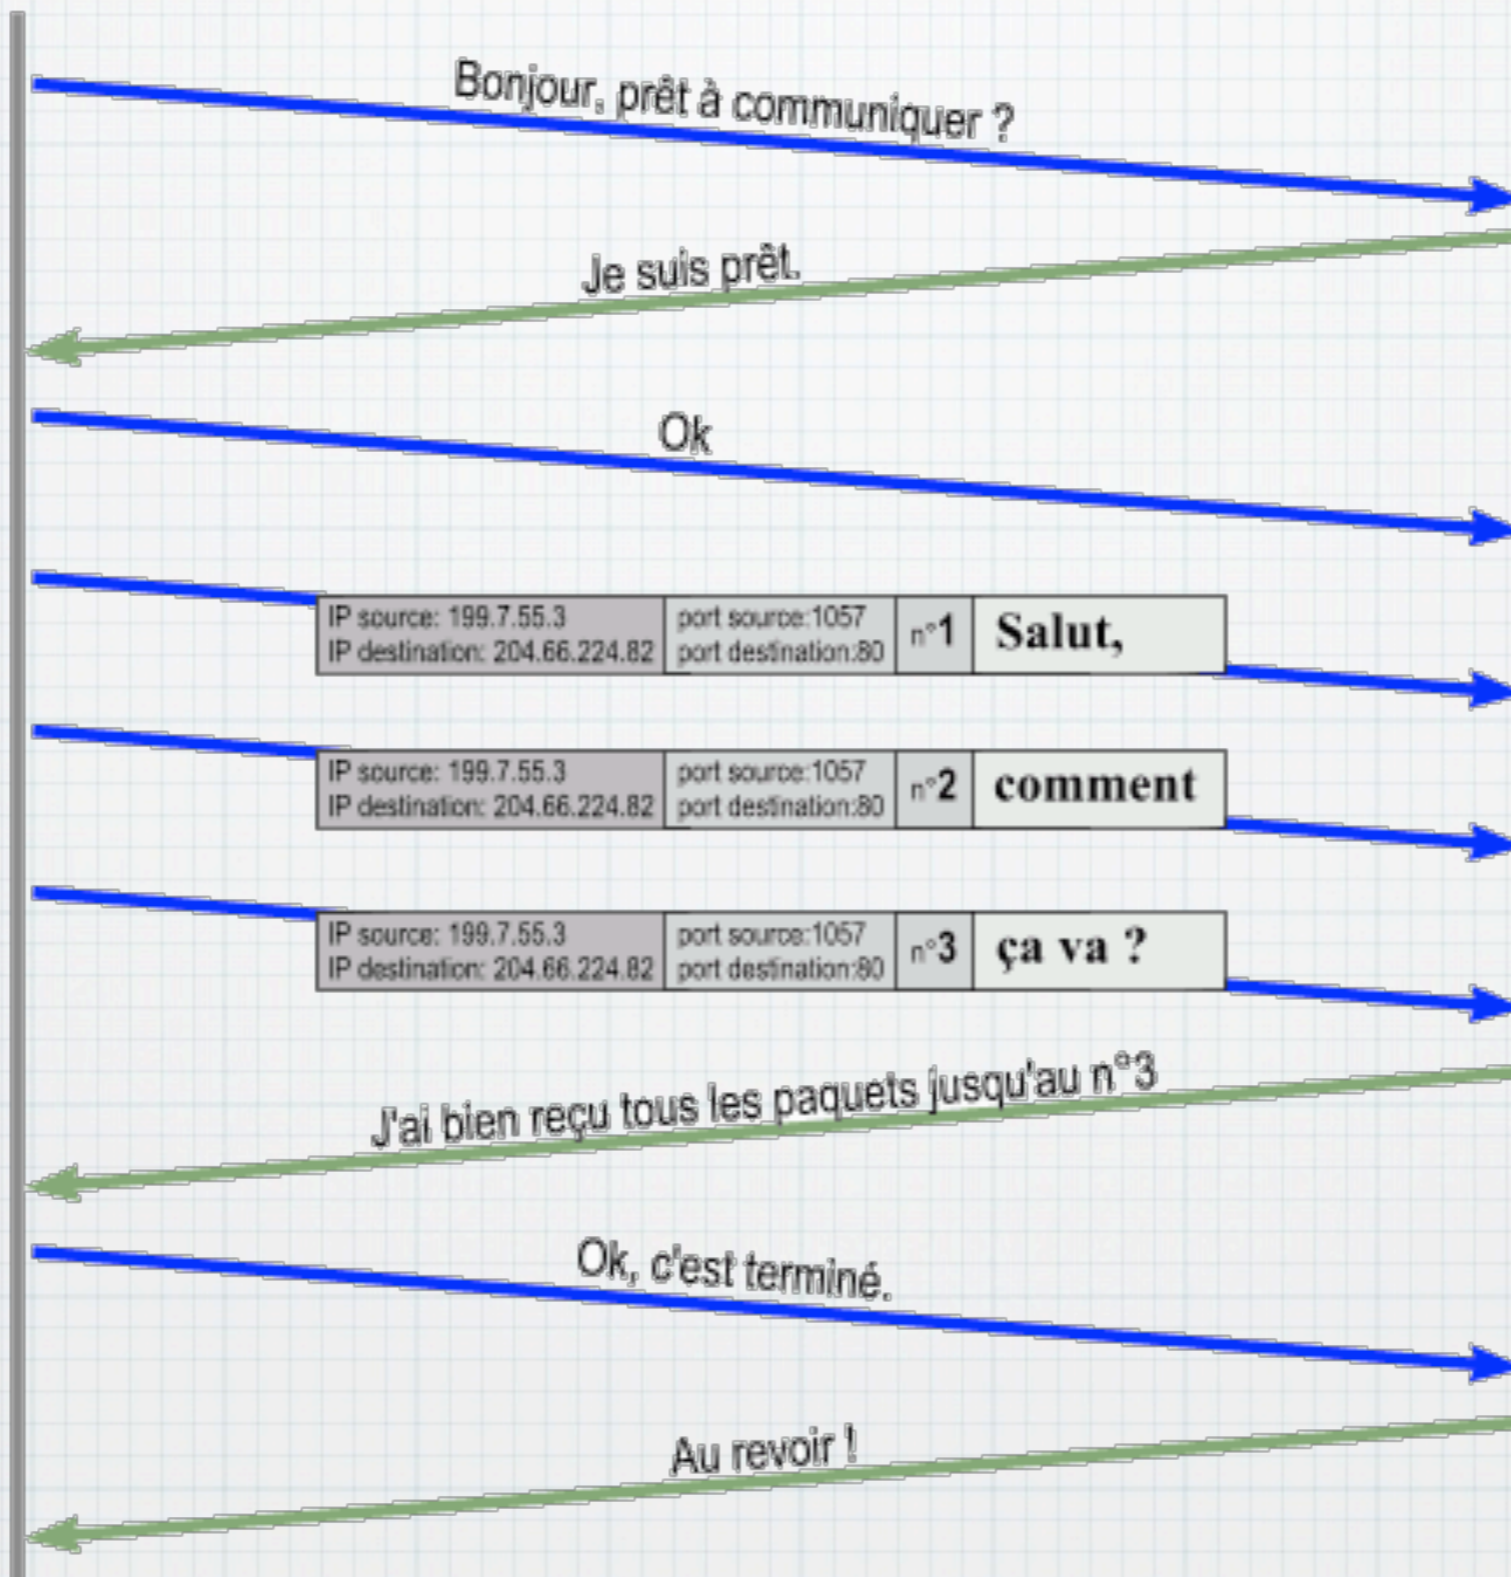 Bonjour, prêt à communiquer ?
Je suis prêt.
Ok
IP source: 199.7.55.3
IP destination: 204.66.224.82
port source:1057
port destination:80
n°1
Salut,
IP source: 199.7.55.3
IP destination: 204.66.224.82
port source:1057
port destination:80
n°2
comment
IP source: 199.7.55.3
IP destination: 204.66.224.82
port source:1057
port destination:80
n°3
ça va ?
J'ai bien reçu tous les paquets jusqu'au n°3
Ok, c'est terminé.
Au revoir !